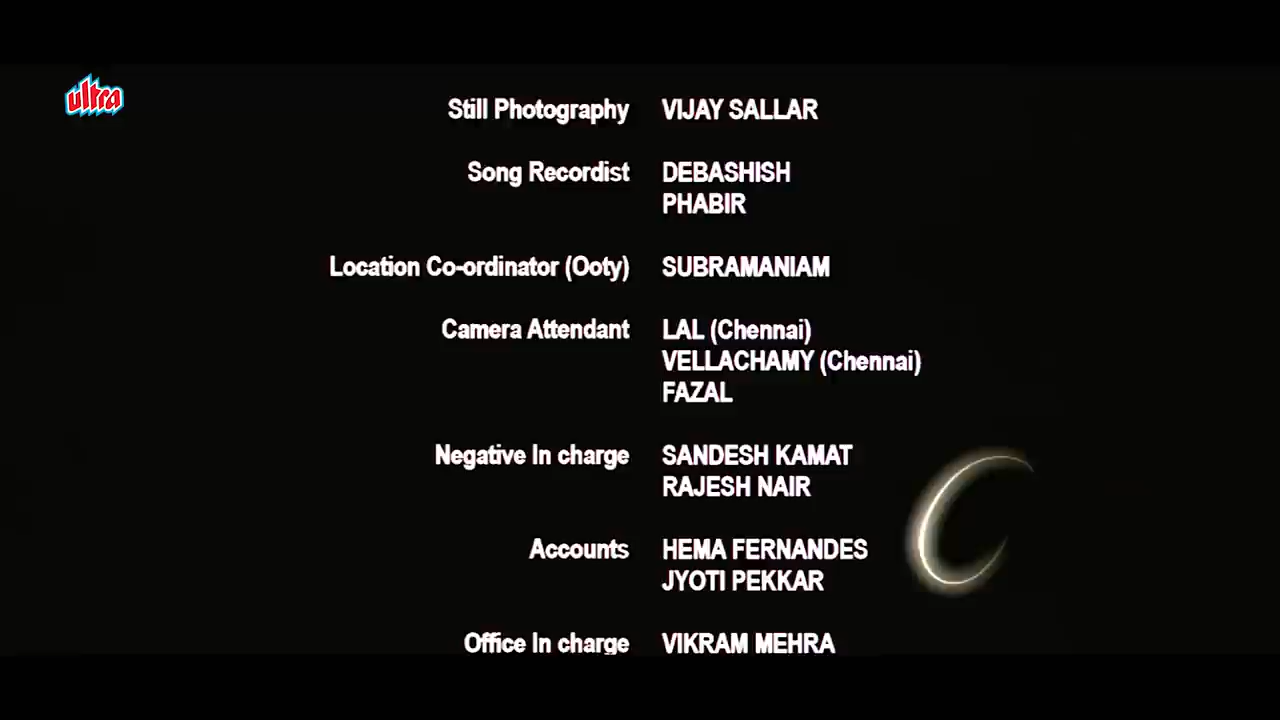 ultra
Still Photography VIJAY SALLAR
Song Recordist DEBASHISH
PHABIR
Location Co-ordinator (Ooty) SUBRAMANIAM
Camera Attendant LAL (Chennai)
VELLACHAMY (Chennai)
FAZAL
Negative In charge SANDESH KAMAT
RAJESH NAIR
Accounts HEMA FERNANDES
JYOTI PEKKAR
Office In charge VIKRAM MEHRA